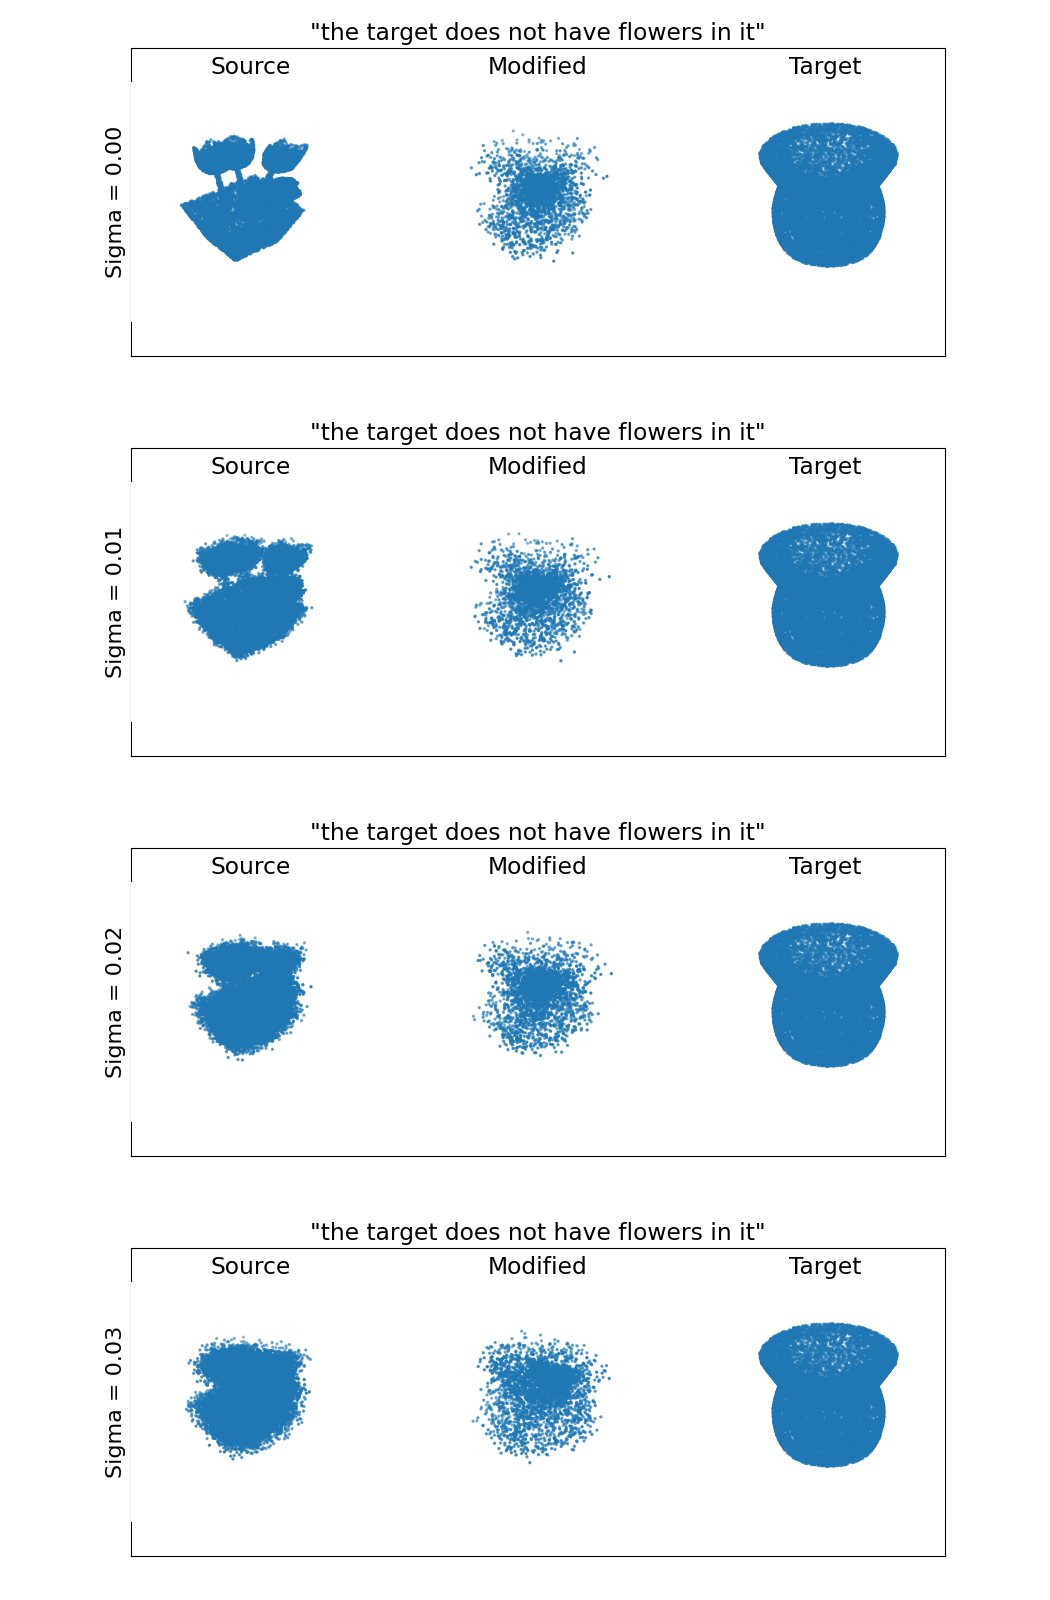 "the target does not have flowers in it"
Source Modified Target
Sigma = 0.00
"the target does not have flowers in it"
Source Modified Target
Sigma = 0.01
"the target does not have flowers in it"
Source Modified Target
Sigma = 0.02
"the target does not have flowers in it"
Source Modified Target
Sigma = 0.03